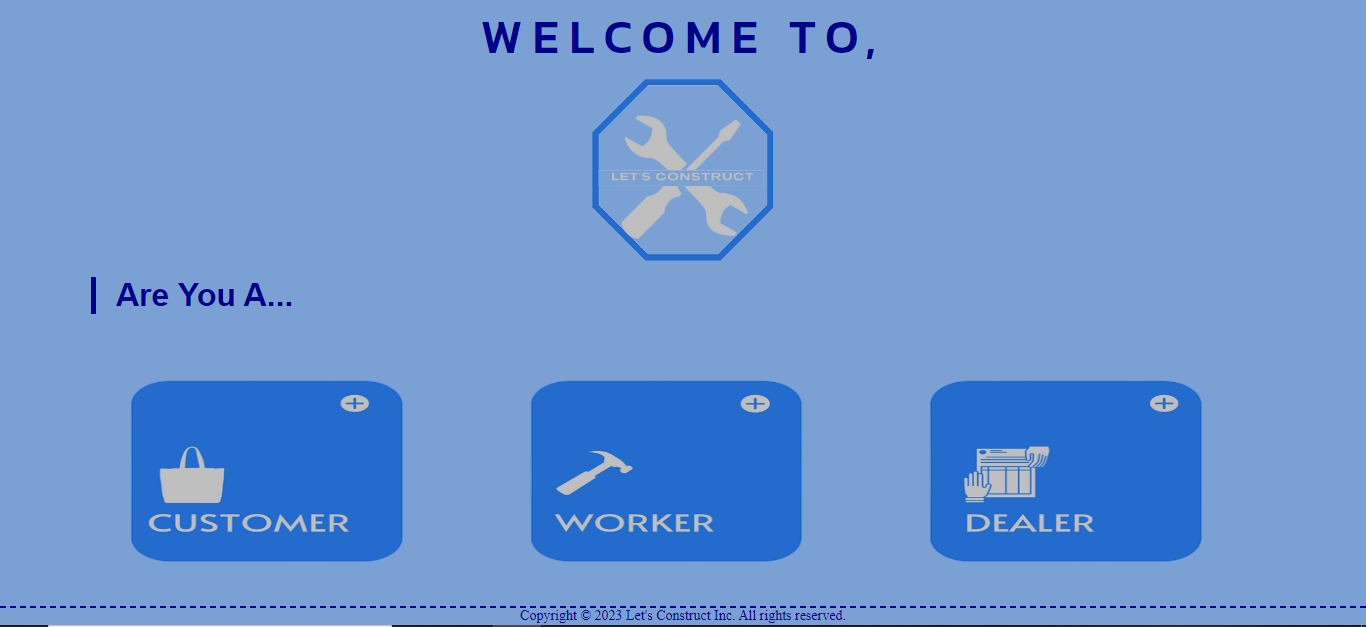 WELCOME TO,
LET'S CONSTRUCT
Are You A...
CUSTOMER
WORKER
DEALER
Copyright © 2023 Let's Construct Inc. All rights reserved.